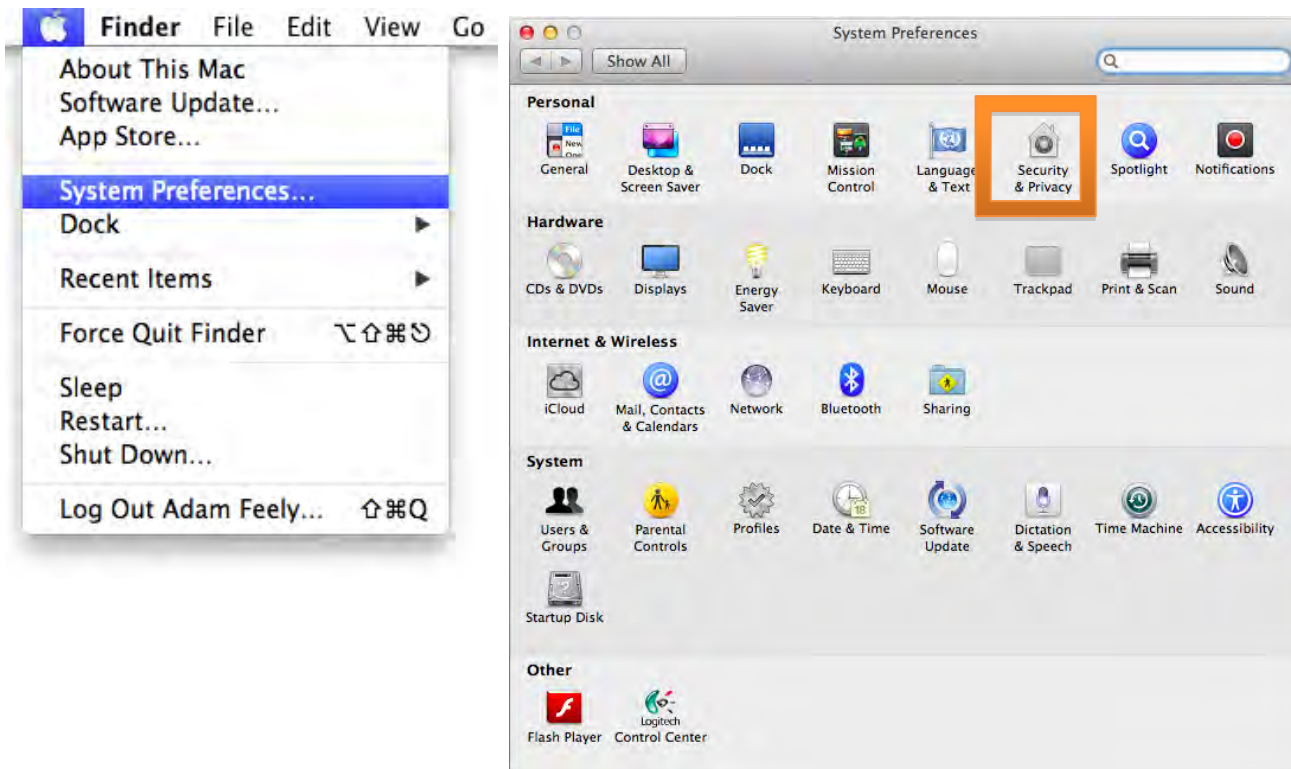 Finder File Edit View Go
About This Mac
Software Update...
App Store...
System Preferences...
Dock
Recent Items
Force Quit Finder ⌥⇧⌘⎋
Sleep
Restart...
Shut Down...
Log Out Adam Feely... ⇧⌘Q
System Preferences
Show All
Personal
File
New
One
General
Desktop &
Screen Saver
Dock
Mission
Control
Language
& Text
Security
& Privacy
Spotlight
Notifications
Hardware
CDs & DVDs
Displays
Energy
Saver
Keyboard
Mouse
Trackpad
Print & Scan
Sound
Internet & Wireless
iCloud
@
Mail, Contacts
& Calendars
Network
Bluetooth
Sharing
System
Users &
Groups
Parental
Controls
Profiles
18
Date & Time
Software
Update
Dictation
& Speech
Time Machine
Accessibility
?
Startup Disk
Other
Flash Player
Logitech
Control Center